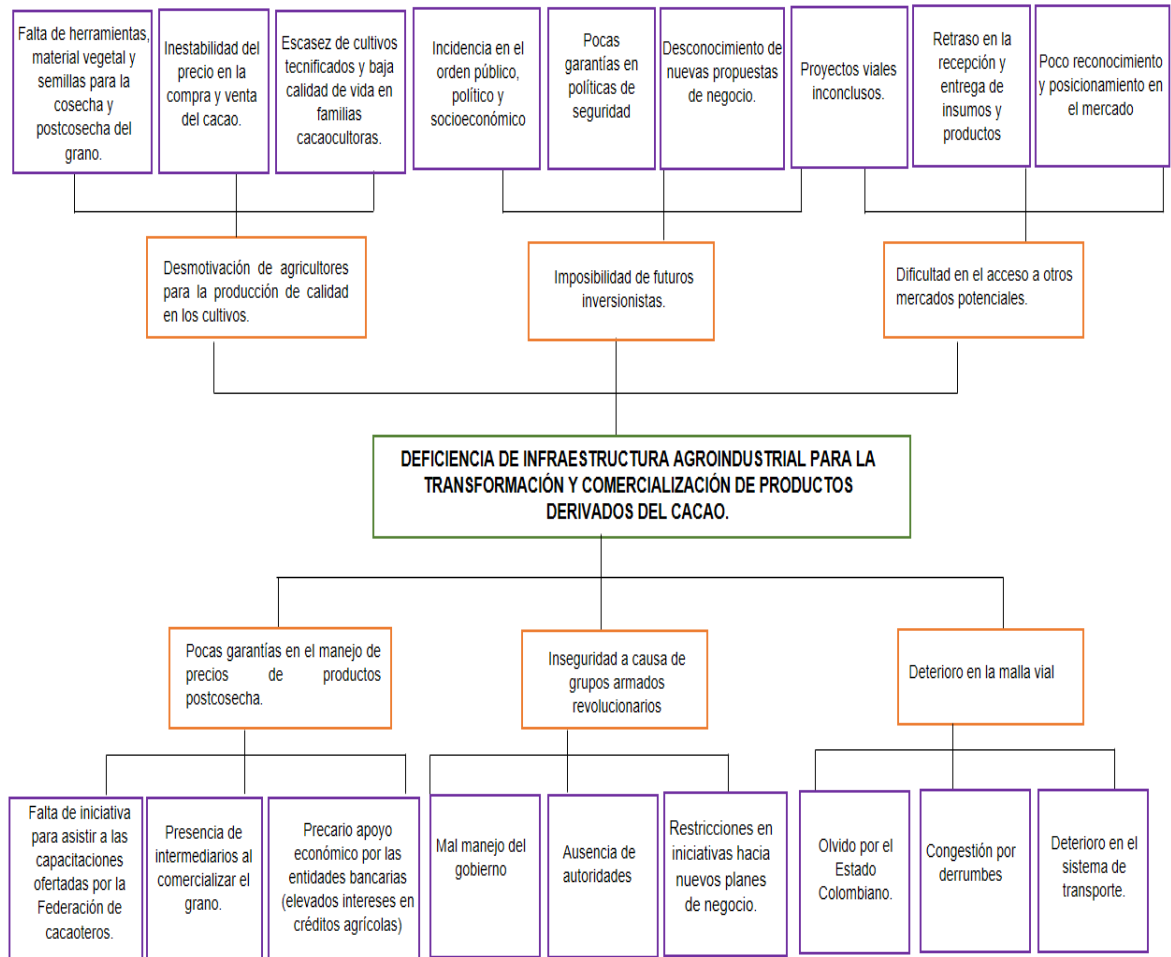 Falta de herramientas,
material vegetal y
semillas para la
cosecha y
postcosecha del
grano.
Inestabilidad del
precio en la
compra y venta
del cacao.
Escasez de cultivos
tecnificados y baja
calidad de vida en
familias
cacaocultoras.
Incidencia en el
orden público,
político y
socioeconómico
Pocas
garantías en
políticas de
seguridad
Desconocimiento de
nuevas propuestas
de negocio.
Proyectos viales
inconclusos.
Retraso en la
recepción y
entrega de
insumos y
productos
Poco reconocimiento
y posicionamiento en
el mercado
Desmotivación de agricultores
para la producción de calidad
en los cultivos.
Imposibilidad de futuros
inversionistas.
Dificultad en el acceso a otros
mercados potenciales.
DEFICIENCIA DE INFRAESTRUCTURA AGROINDUSTRIAL PARA LA
TRANSFORMACIÓN Y COMERCIALIZACIÓN DE PRODUCTOS
DERIVADOS DEL CACAO.
Pocas garantías en el manejo de
precios de productos
postcosecha.
Inseguridad a causa de
grupos armados
revolucionarios
Deterioro en la malla vial
Falta de iniciativa
para asistir a las
capacitaciones
ofertadas por la
Federación de
cacaoteros.
Presencia de
intermediarios al
comercializar el
grano.
Precario apoyo
económico por las
entidades bancarias
(elevados intereses en
créditos agrícolas)
Mal manejo del
gobierno
Ausencia de
autoridades
Restricciones en
iniciativas hacia
nuevos planes
de negocio.
Olvido por el
Estado
Colombiano.
Congestión por
derrumbes
Deterioro en el
sistema de
transporte.